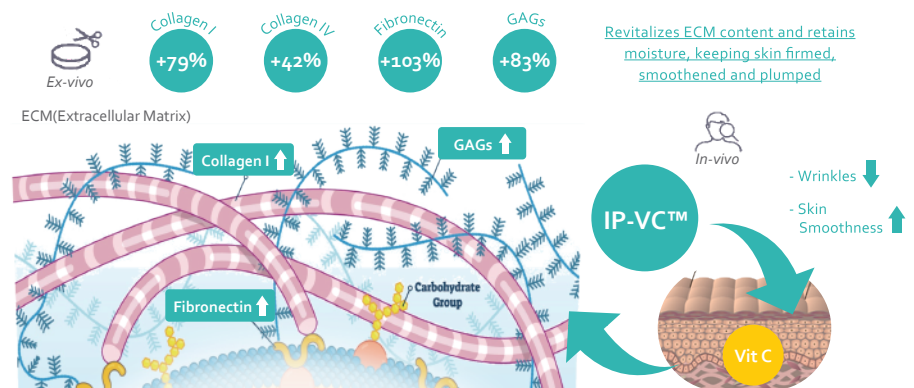 Collagen I
Collagen IV
Fibronectin
GAGs
+79%
+42%
+103%
+83%
Ex-vivo
Revitalizes ECM content and retains
moisture, keeping skin firmed,
smoothened and plumped
ECM(Extracellular Matrix)
Collagen I
GAGs
In-vivo
- Wrinkles
- Skin
Smoothness
IP-VC™
Fibronectin
Carbohydrate
Group
Vit C